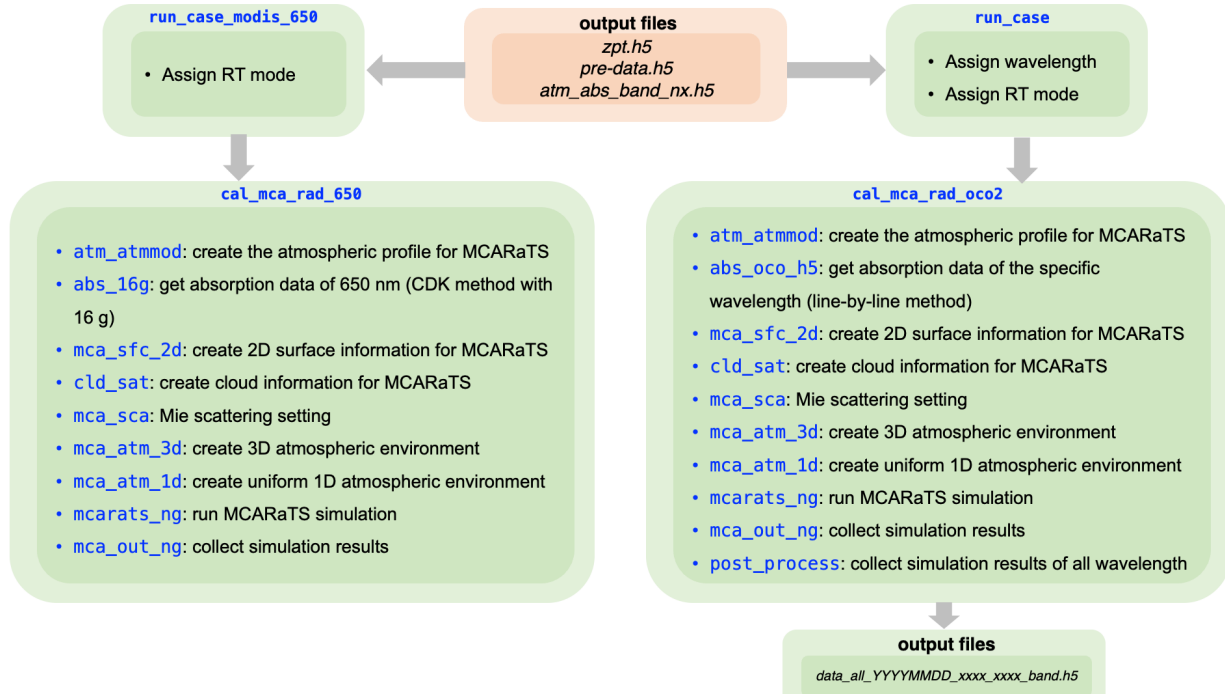 run_case_modis_650
• Assign RT mode
output files
zpt.h5
pre-data.h5
atm_abs_band_nx.h5
run_case
• Assign wavelength
• Assign RT mode
cal_mca_rad_650
• atm_atmmod: create the atmospheric profile for MCARaTS
• abs_16g: get absorption data of 650 nm (CDK method with
16 g)
• mca_sfc_2d: create 2D surface information for MCARaTS
• cld_sat: create cloud information for MCARaTS
• mca_sca: Mie scattering setting
• mca_atm_3d: create 3D atmospheric environment
• mca_atm_1d: create uniform 1D atmospheric environment
• mcarats_ng: run MCARaTS simulation
• mca_out_ng: collect simulation results
cal_mca_rad_oco2
• atm_atmmod: create the atmospheric profile for MCARaTS
• abs_oco_h5: get absorption data of the specific
wavelength (line-by-line method)
• mca_sfc_2d: create 2D surface information for MCARaTS
• cld_sat: create cloud information for MCARaTS
• mca_sca: Mie scattering setting
• mca_atm_3d: create 3D atmospheric environment
• mca_atm_1d: create uniform 1D atmospheric environment
• mcarats_ng: run MCARaTS simulation
• mca_out_ng: collect simulation results
• post_process: collect simulation results of all wavelength
output files
data_all_YYYYMMDD_xxxx_xxxx_band.h5